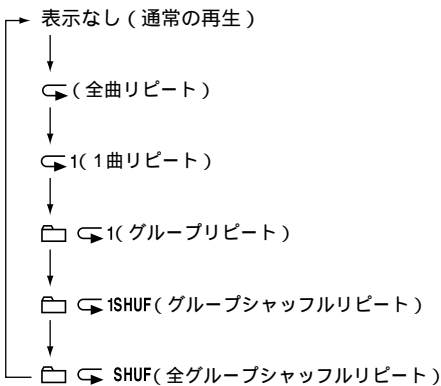 表示なし(通常の再生)
(全曲リピート)
1(1曲リピート)
1(グループリピート)
1SHUF(グループシャッフルリピート)
SHUF(全グループシャッフルリピート)